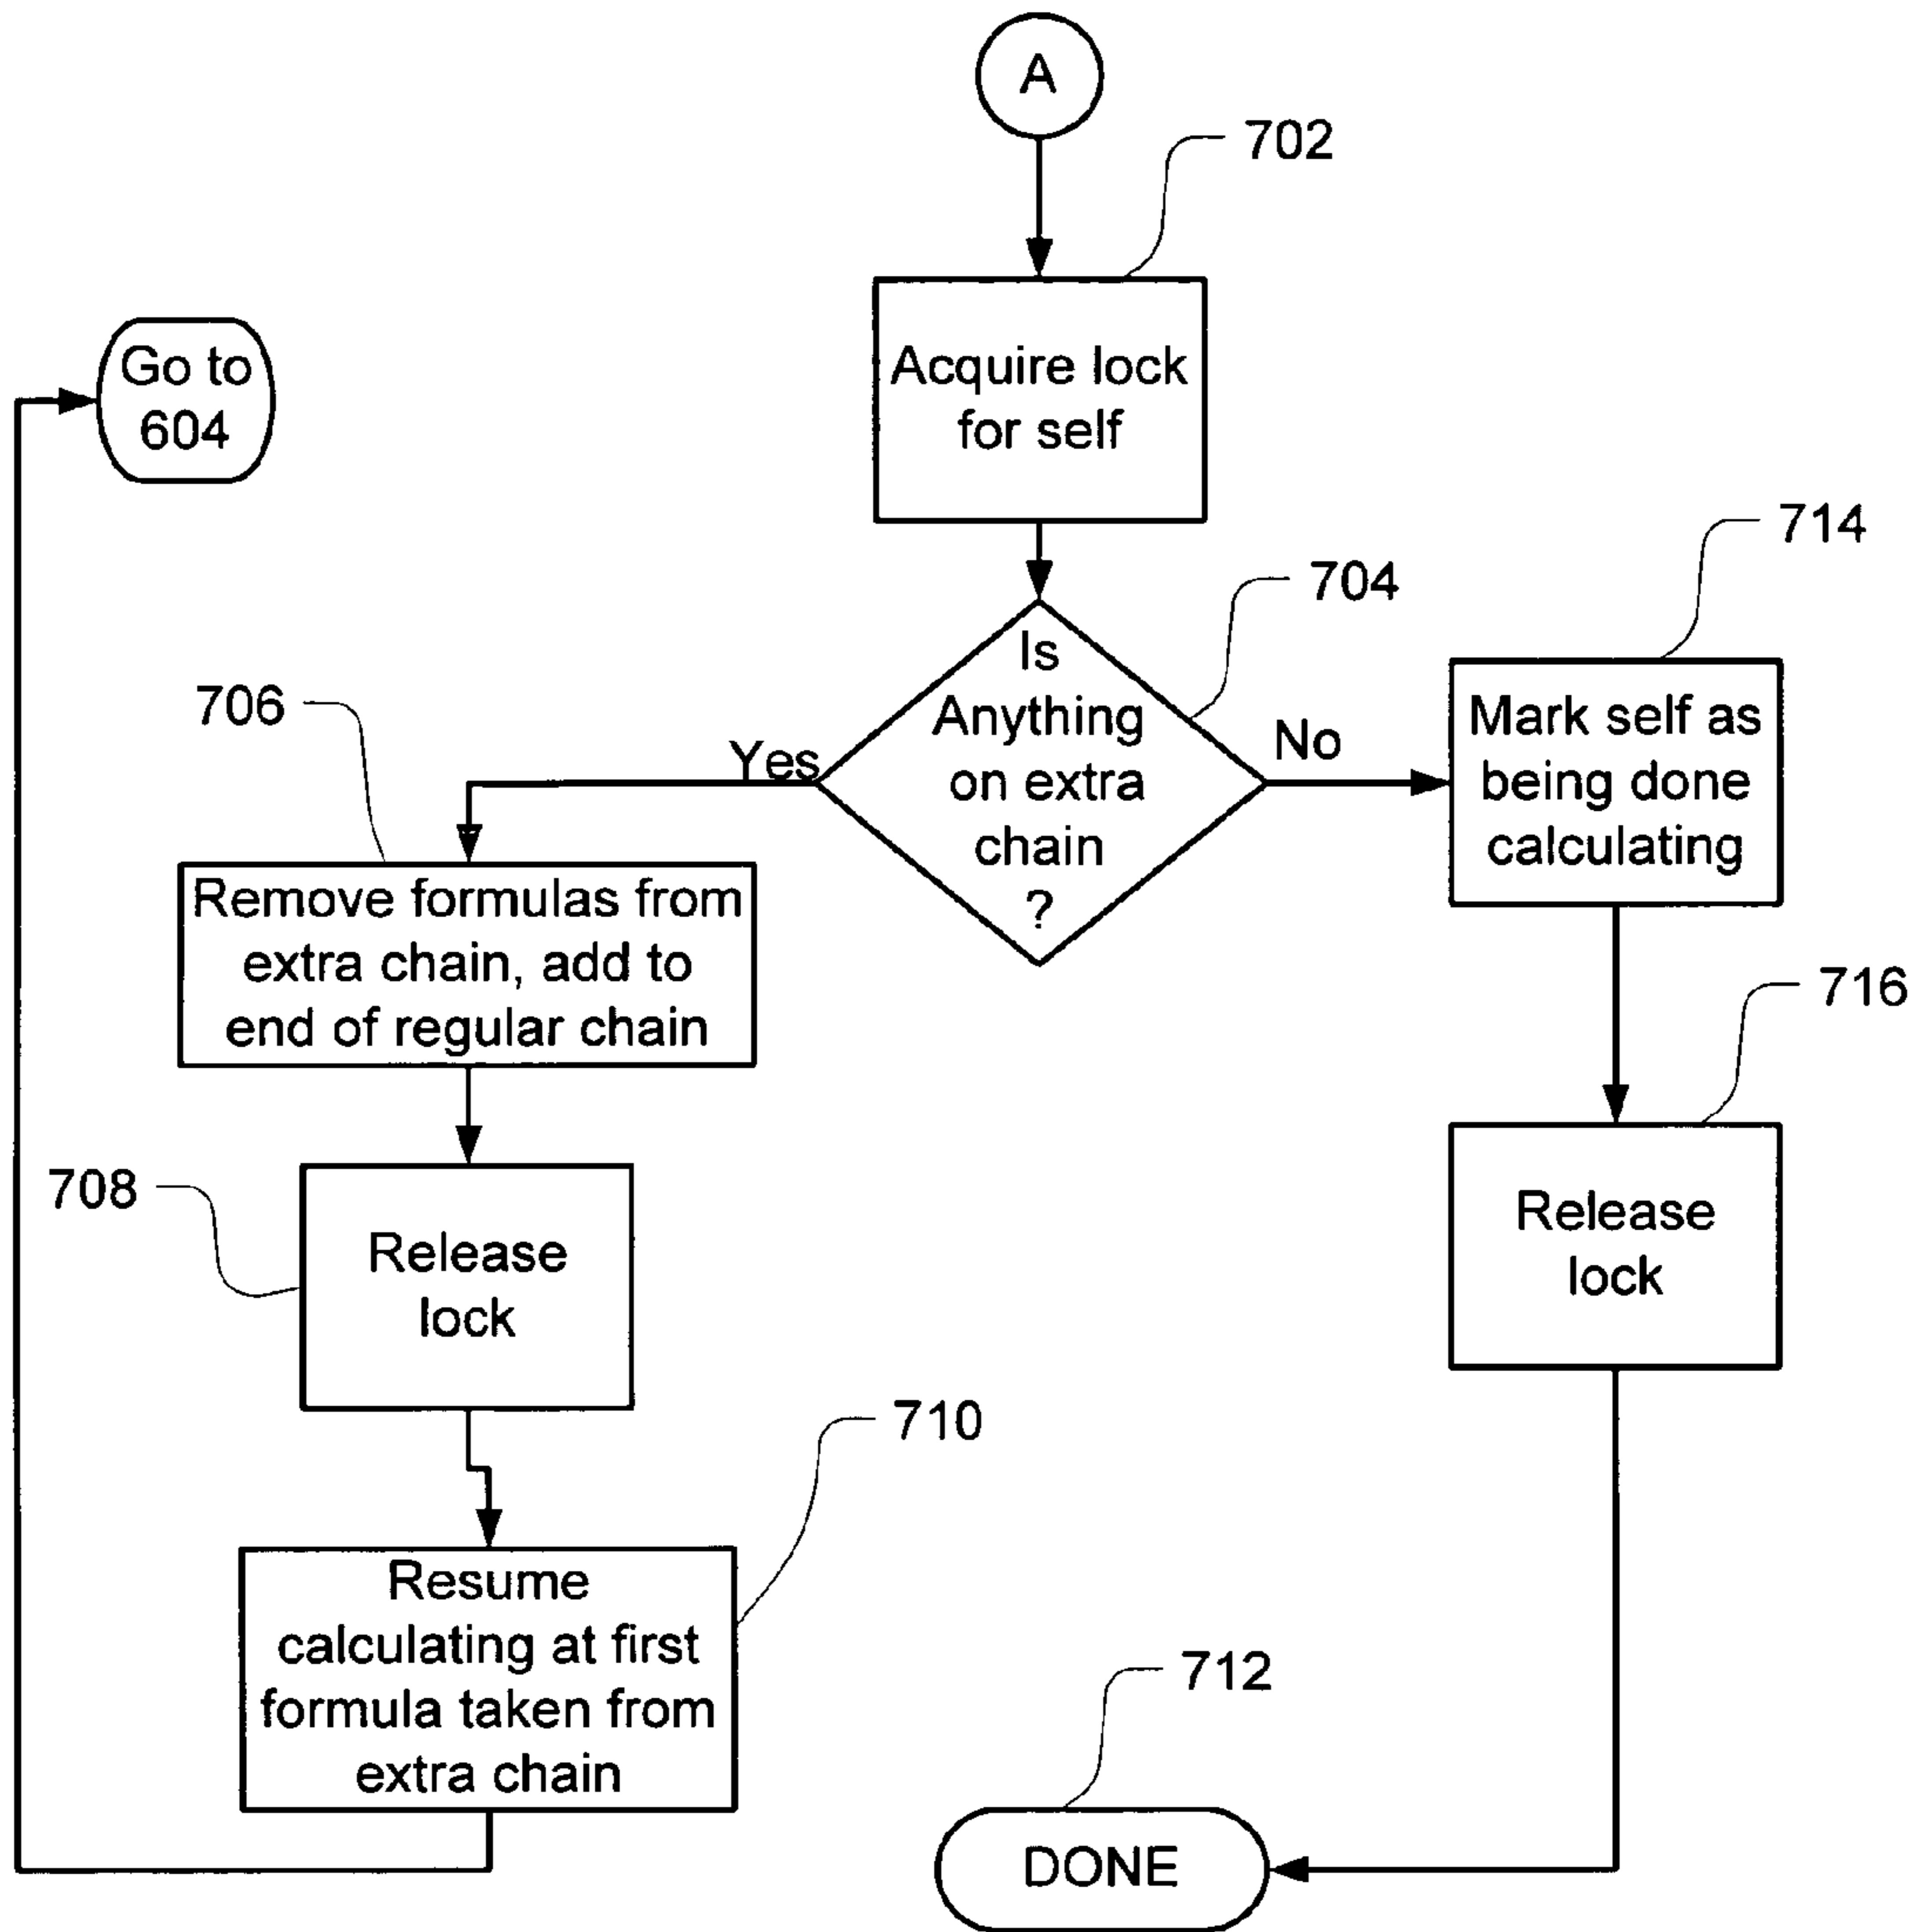 A
702
Acquire lock
for self
Go to
604
704
Is
Anything
on extra
chain
?
Yes
No
706
Remove formulas from
extra chain, add to
end of regular chain
714
Mark self as
being done
calculating
708
Release
lock
716
Release
lock
710
Resume
calculating at first
formula taken from
extra chain
712
DONE